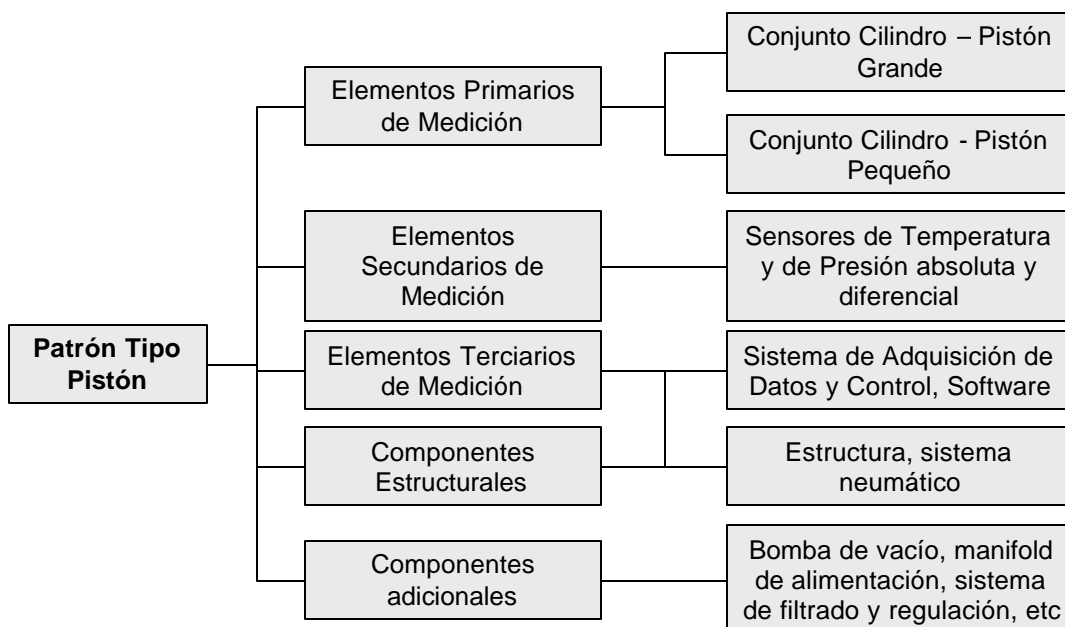 Patrón Tipo
Pistón
Elementos Primarios
de Medición
Conjunto Cilindro – Pistón
Grande
Conjunto Cilindro - Pistón
Pequeño
Elementos
Secundarios de
Medición
Sensores de Temperatura
y de Presión absoluta y
diferencial
Elementos Terciarios
de Medición
Sistema de Adquisición de
Datos y Control, Software
Componentes
Estructurales
Estructura, sistema
neumático
Componentes
adicionales
Bomba de vacío, manifold
de alimentación, sistema
de filtrado y regulación, etc